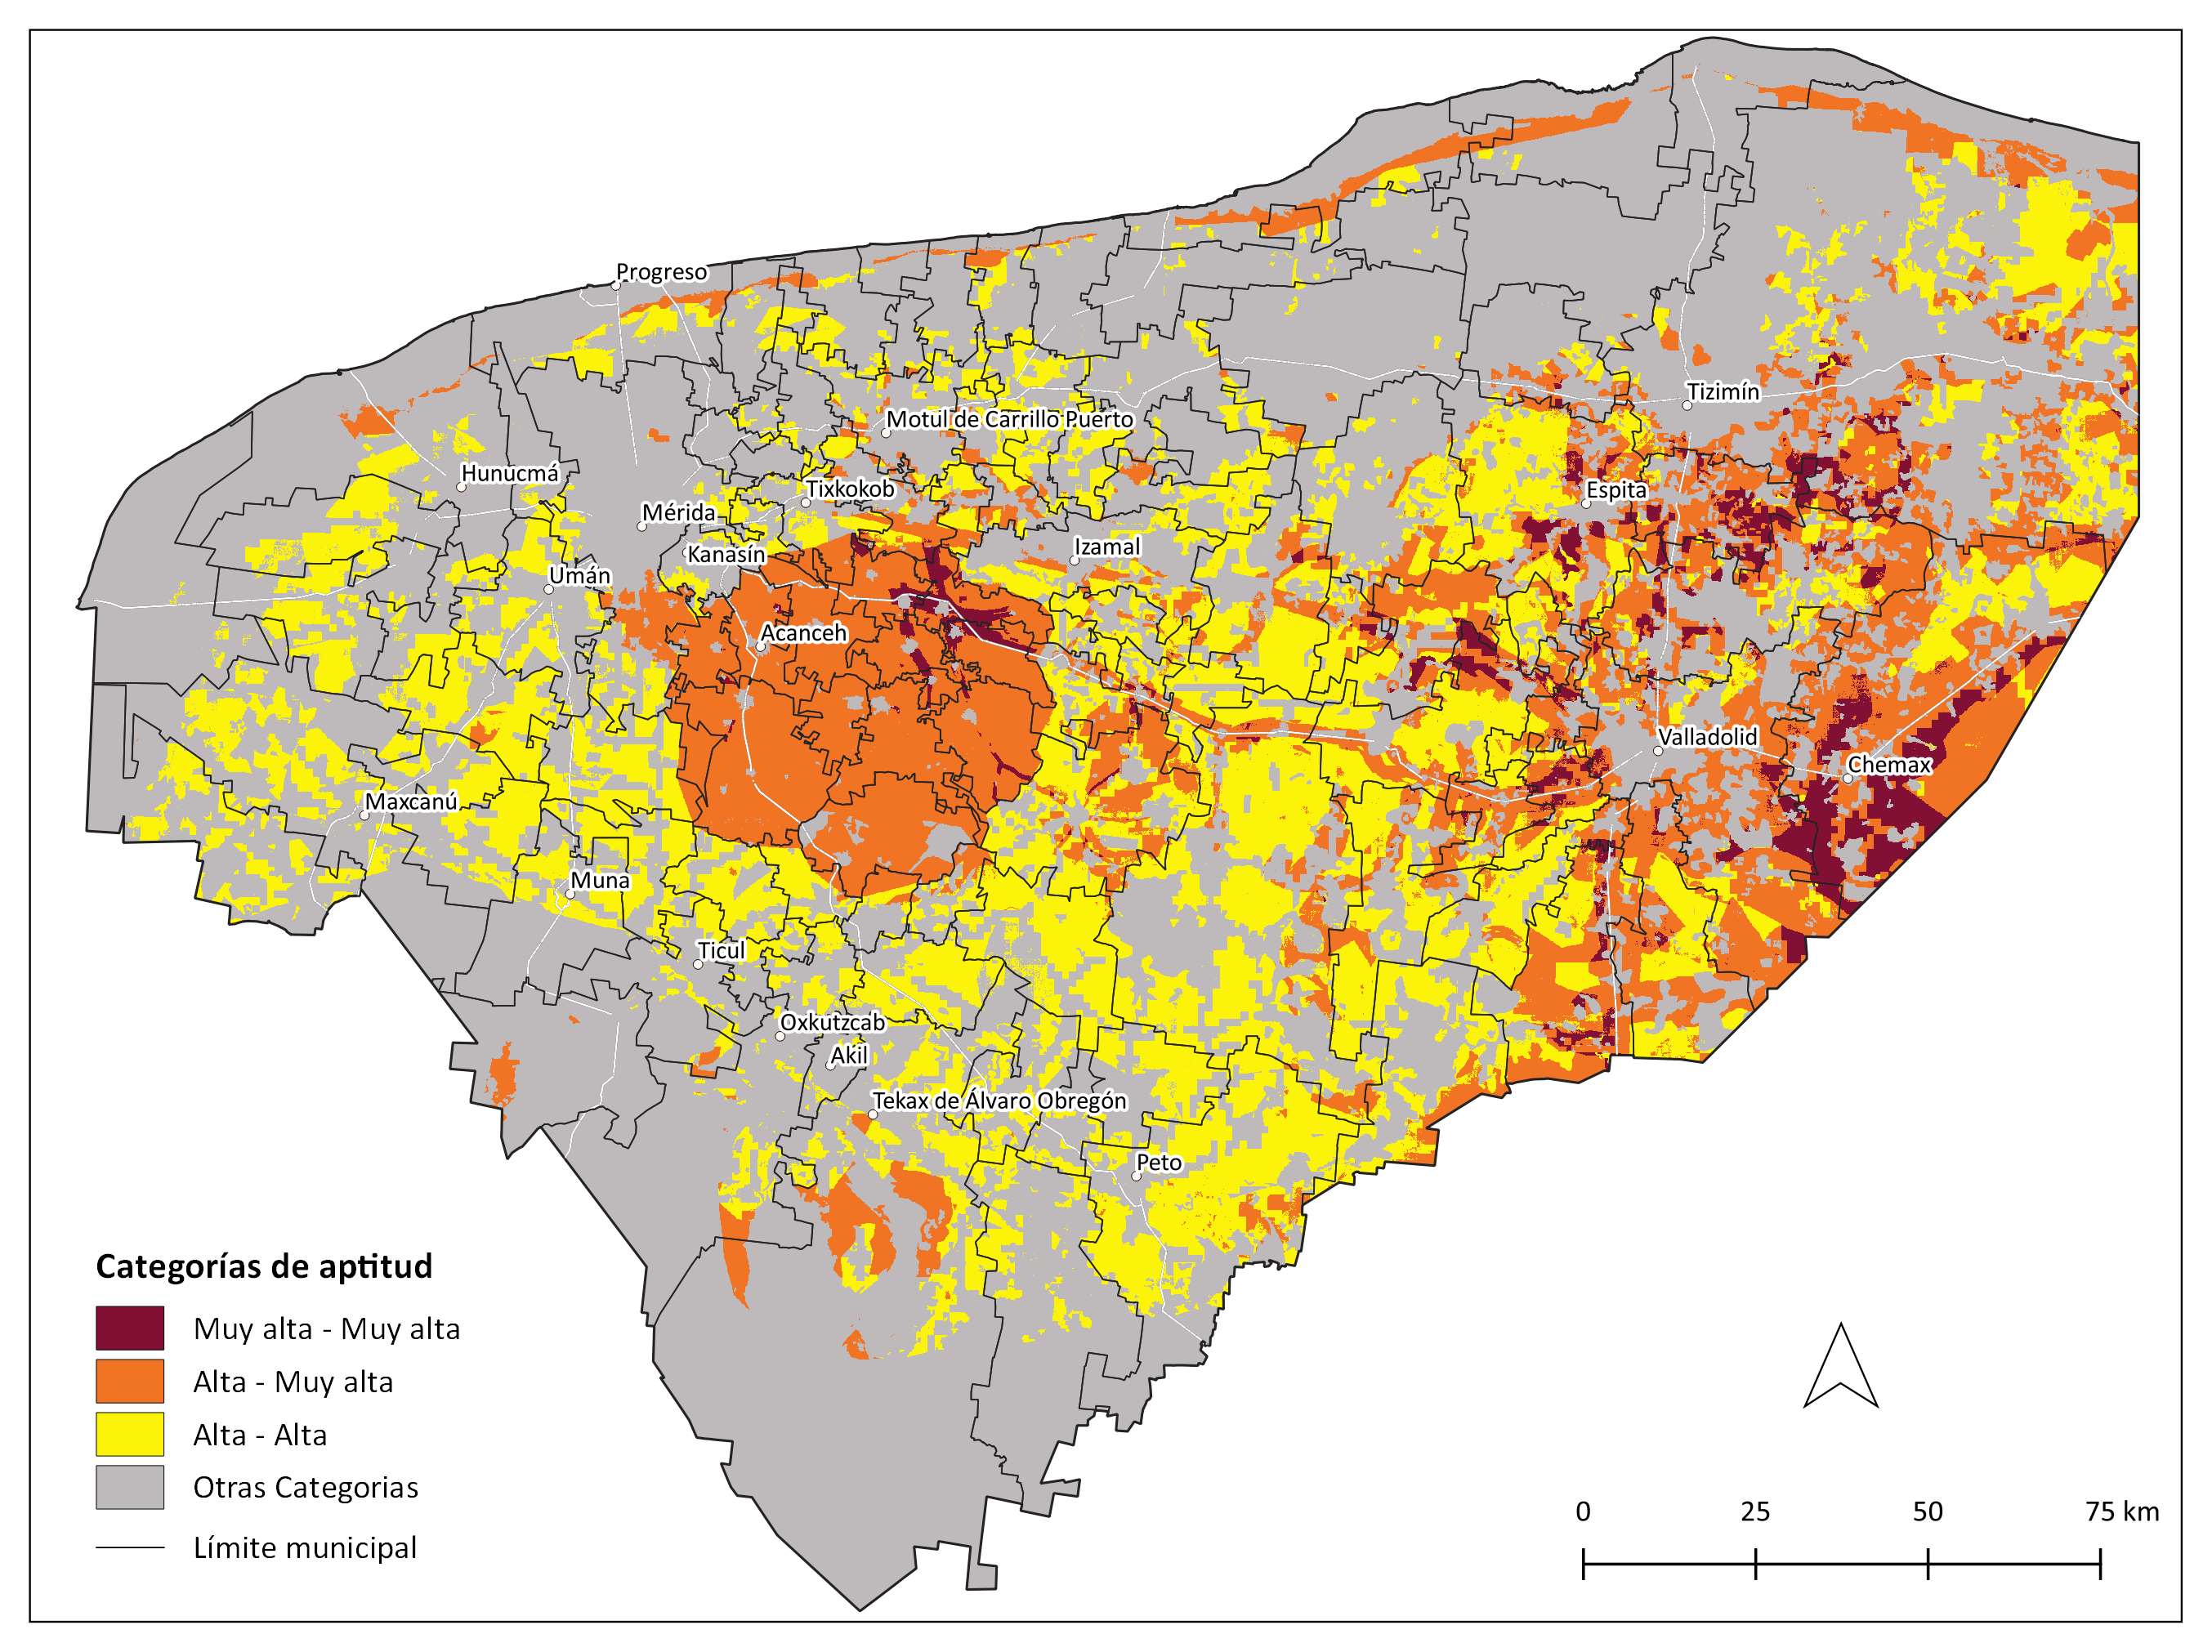 Progreso
Tizimín
Motul de Carrillo Puerto
Hunucmá
Tixkokob
Espita
Mérida
Kanasín
Izamal
Umán
Acanceh
Valladolid
Chemax
Maxcanú
Muna
Ticul
Oxkutzcab
Akil
Tekax de Álvaro Obregón
Peto
Categorías de aptitud
Muy alta - Muy alta
Alta - Muy alta
Alta - Alta
Otras Categorias
Límite municipal
0 25 50 75 km